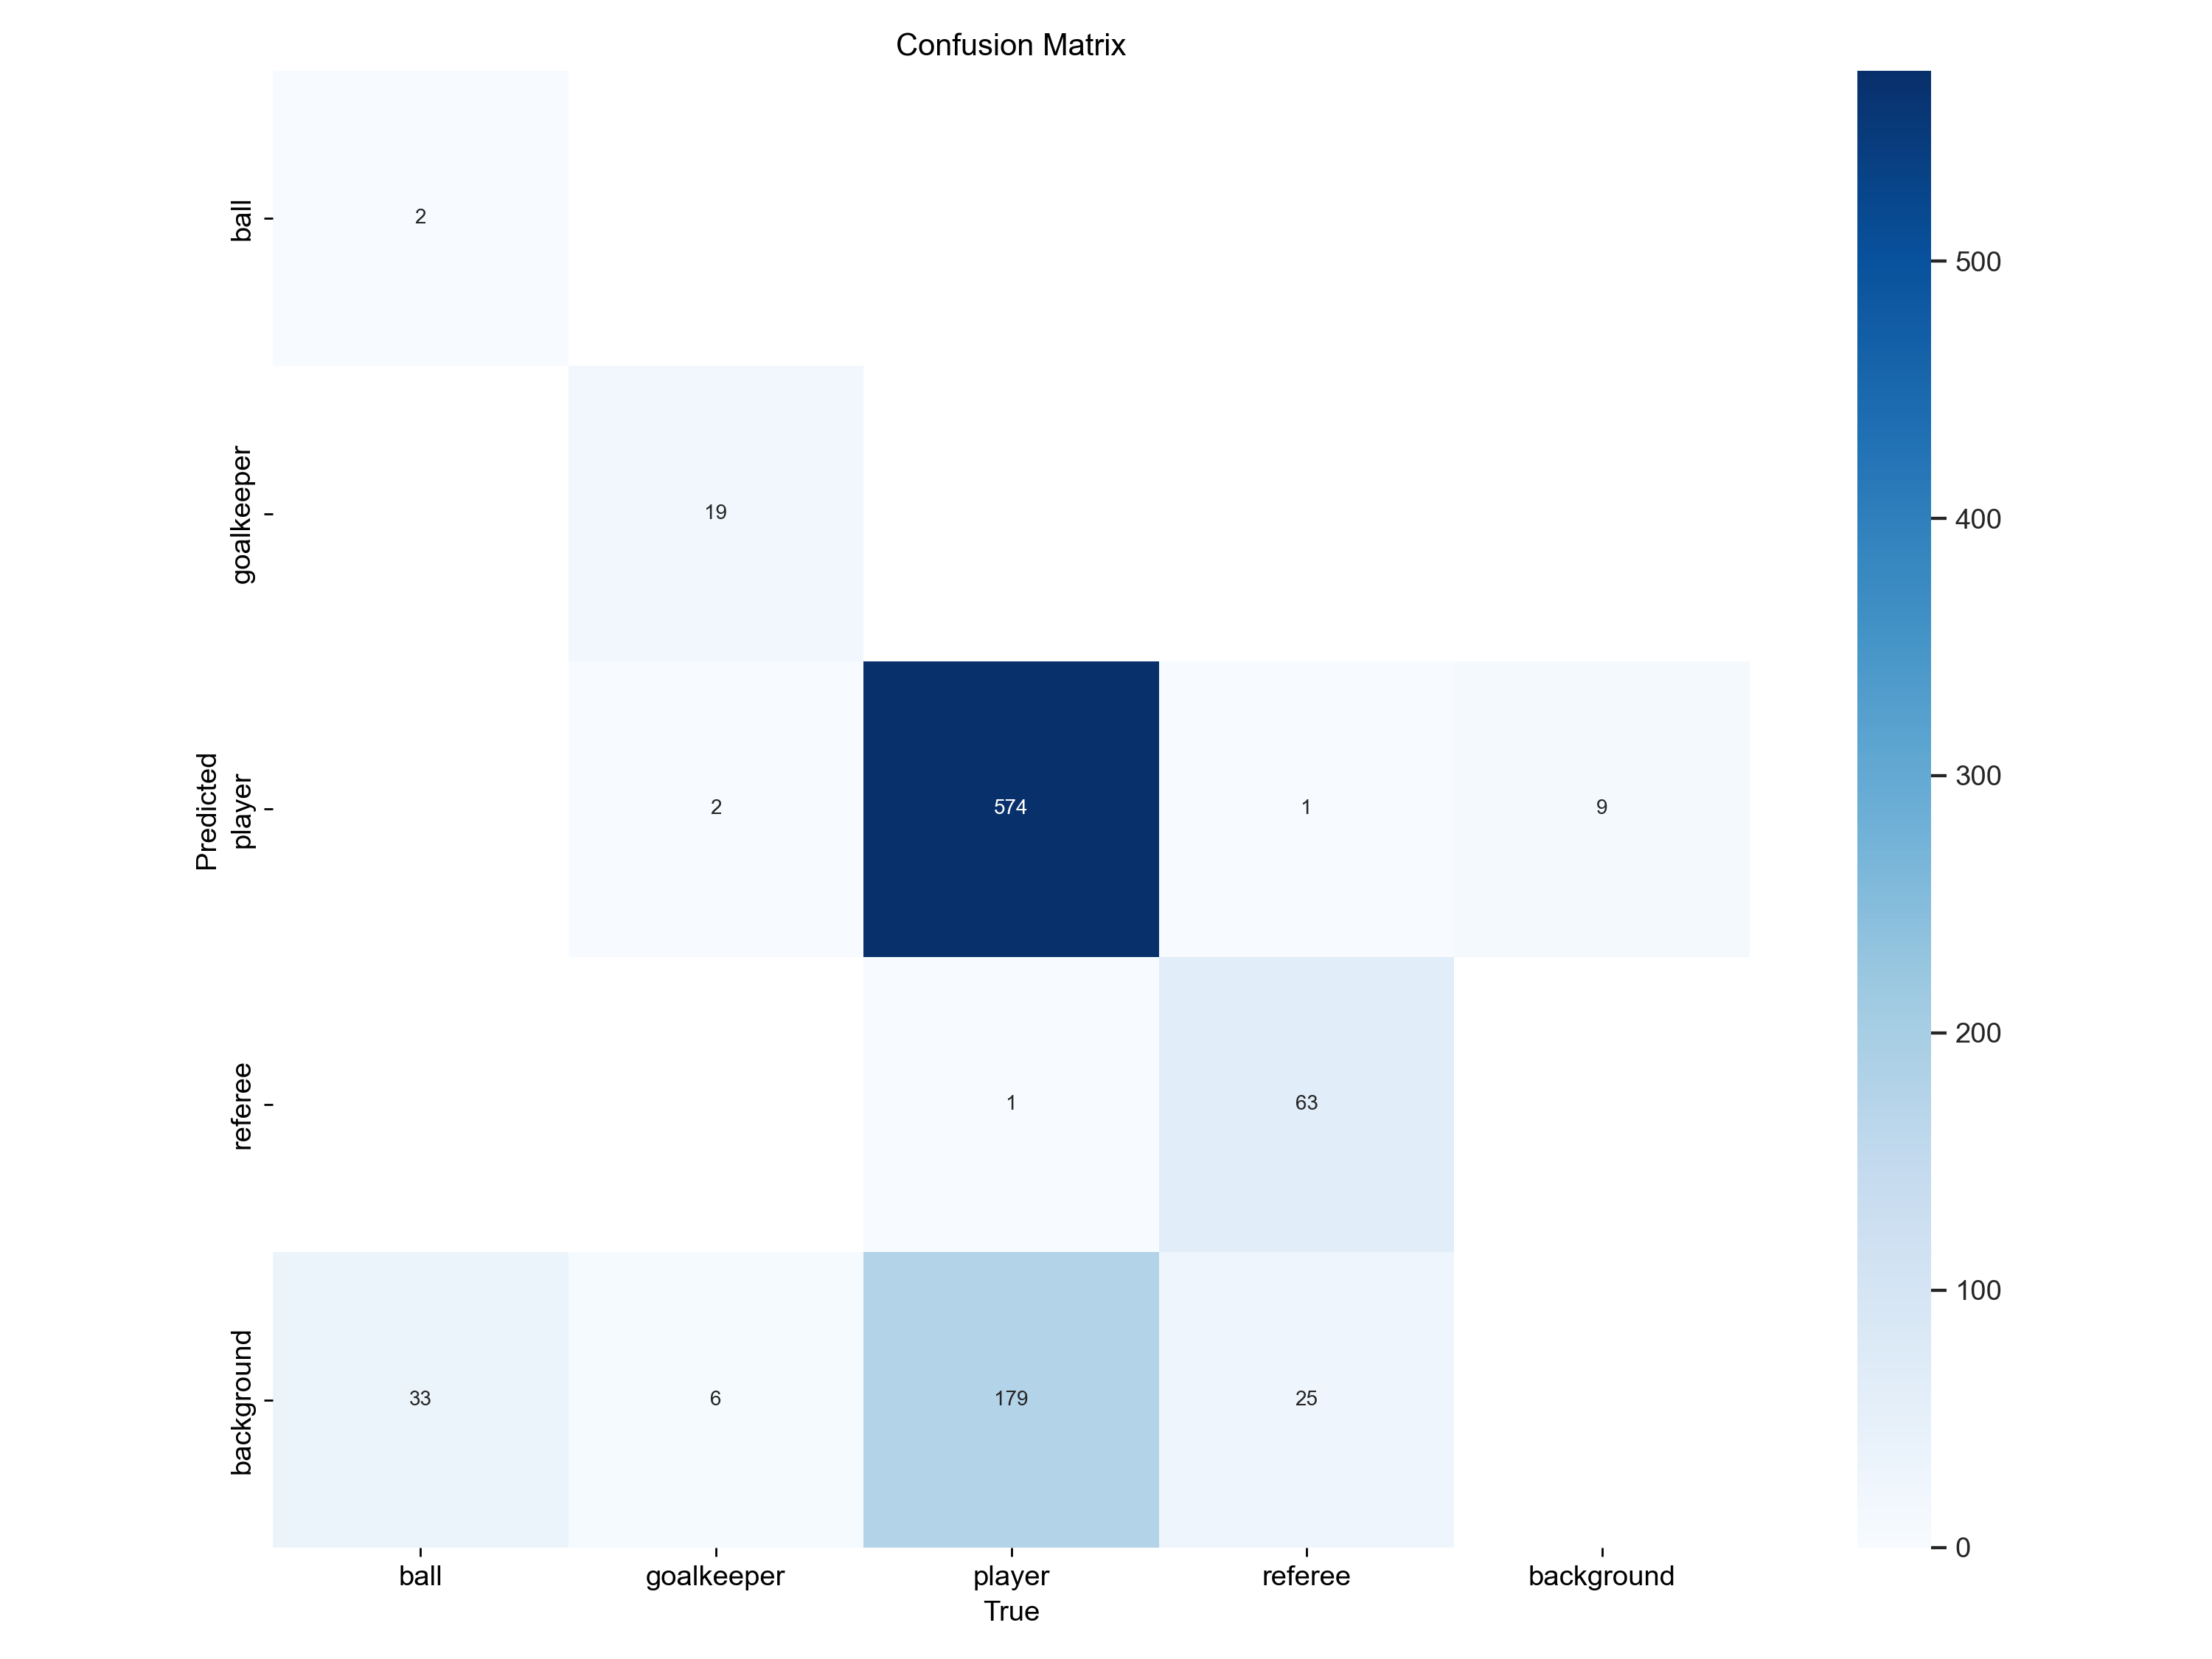 Confusion Matrix
ball
2
goalkeeper
19
Predicted
player
2 574 1 9
referee
1 63
background
33 6 179 25
ball goalkeeper player referee background
True
500
400
300
200
100
0